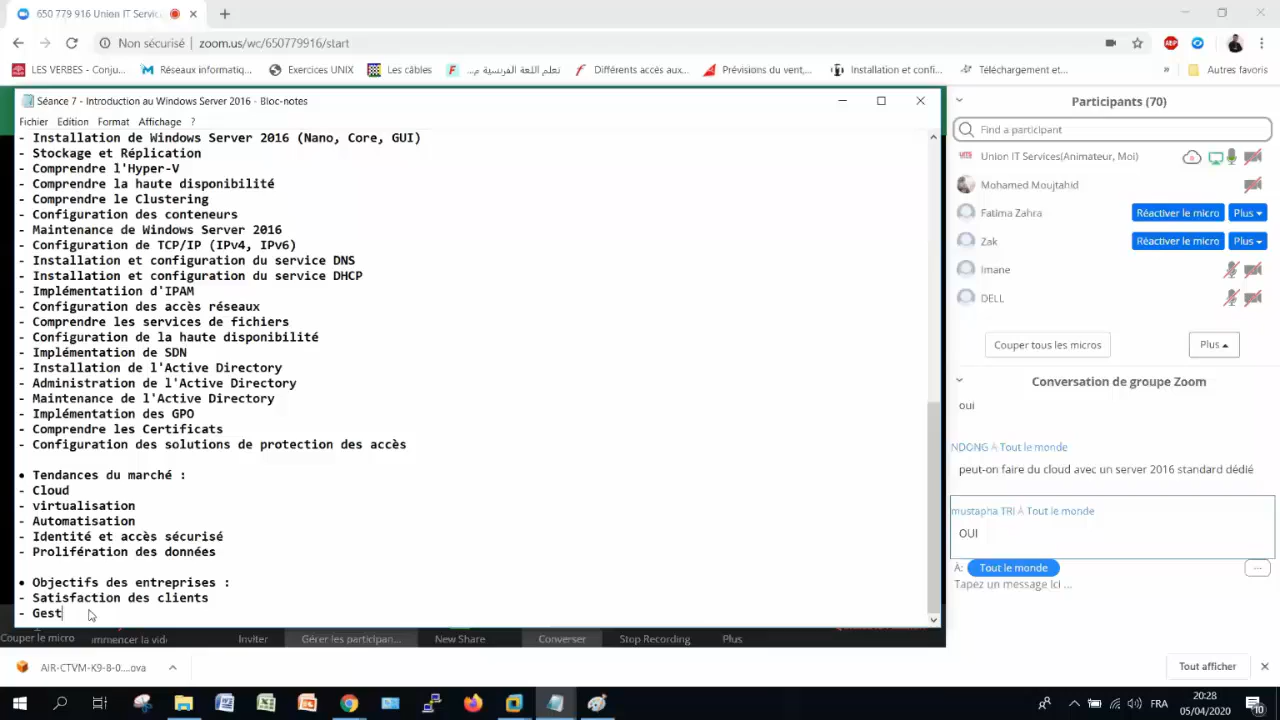 650 779 916 Union IT Servic
Non sécurisé
zoom.us/wc/650779916/start
LES VERBES - Conju...
Réseaux informatiq...
Exercices UNIX
Les câbles
تعلم اللغة الفرنسية م...
Différents accès aux...
Prévisions du vent,...
Installation et confi...
Téléchargement et...
»
Autres favoris
Séance 7 - Introduction au Windows Server 2016 - Bloc-notes
Fichier Edition Format Affichage ?
- Installation de Windows Server 2016 (Nano, Core, GUI)
- Stockage et Réplication
- Comprendre l'Hyper-V
- Comprendre la haute disponibilité
- Comprendre le Clustering
- Configuration des conteneurs
- Maintenance de Windows Server 2016
- Configuration de TCP/IP (IPv4, IPv6)
- Installation et configuration du service DNS
- Installation et configuration du service DHCP
- Implémentatiion d'IPAM
- Configuration des accès réseaux
- Comprendre les services de fichiers
- Configuration de la haute disponibilité
- Implémentation de SDN
- Installation de l'Active Directory
- Administration de l'Active Directory
- Maintenance de l'Active Directory
- Implémentation des GPO
- Comprendre les Certificats
- Configuration des solutions de protection des accès
• Tendances du marché :
- Cloud
- virtualisation
- Automatisation
- Identité et accès sécurisé
- Prolifération des données
• Objectifs des entreprises :
- Satisfaction des clients
- Gest
Couper le micro
mmencer la vidé
Inviter
Gérer les participan...
New Share
Converser
Stop Recording
Plus
Participants (70)
Find a participant
Union IT Services(Animateur, Moi)
Mohamed Moujtahid
Fatima Zahra
Réactiver le micro
Plus
Zak
Réactiver le micro
Plus
Imane
DELL
Couper tous les micros
Plus
Conversation de groupe Zoom
oui
NDONG À Tout le monde
peut-on faire du cloud avec un server 2016 standard dédié
mustapha TRI À Tout le monde
OUI
À: Tout le monde
...
Tapez un message ici ...
AIR-CTVM-K9-8-0....ova
Tout afficher
FRA
20:28
05/04/2020
10